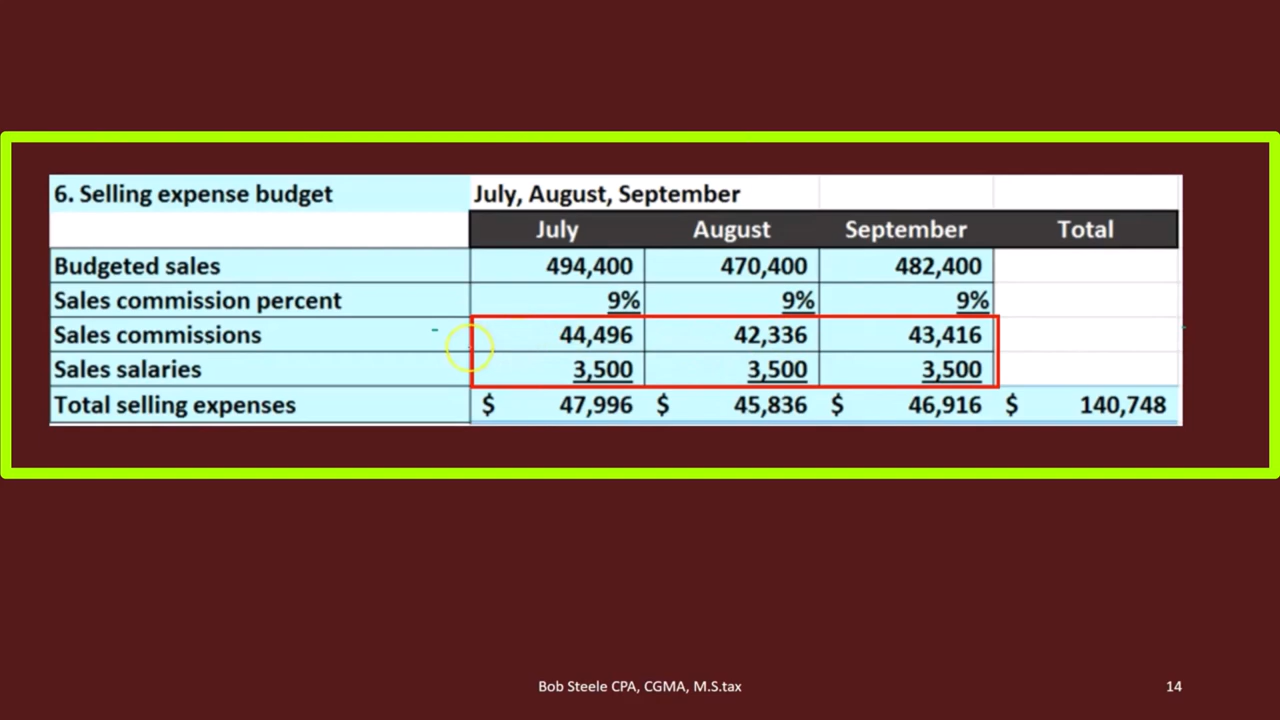 6. Selling expense budget July, August, September
July August September Total
Budgeted sales 494,400 470,400 482,400
Sales commission percent 9% 9% 9%
Sales commissions 44,496 42,336 43,416
Sales salaries 3,500 3,500 3,500
Total selling expenses $ 47,996 $ 45,836 $ 46,916 $ 140,748
Bob Steele CPA, CGMA, M.S.tax 14